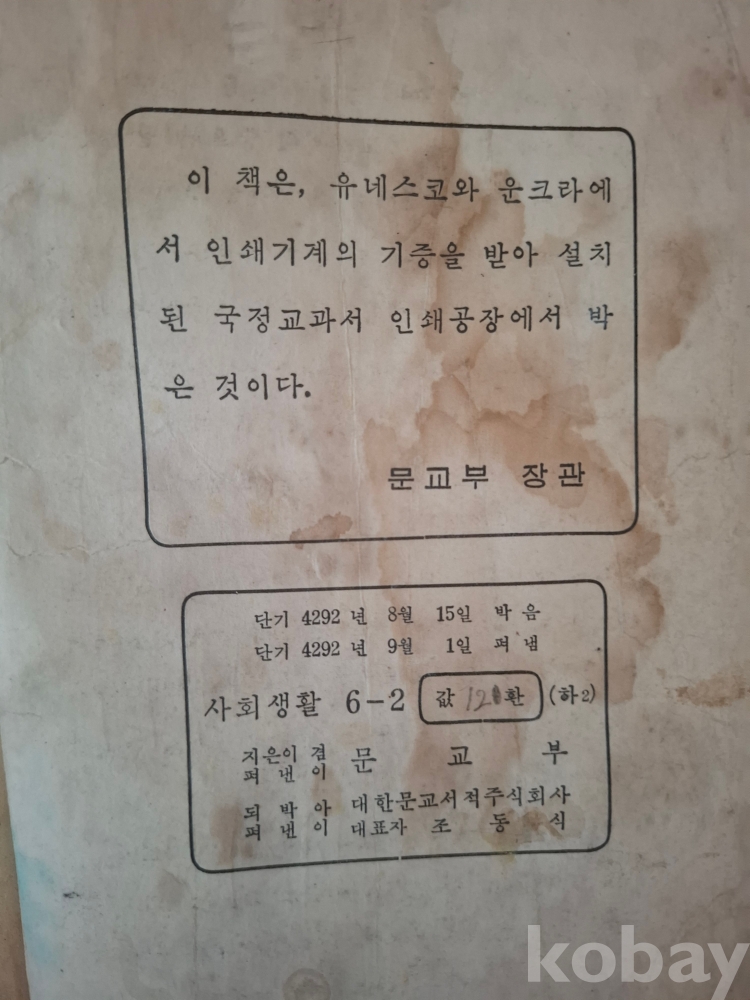 이 책은, 유네스코와 운크라에
서 인쇄기계의 기증을 받아 설치
된 국정교과서 인쇄공장에서 박
은 것이다.
문교부 장관
단기 4292 년 8월 15일 박 음
단기 4292 년 9월 1일 펴 냄
사회생활 6-2 값 환 (하2)
지은이 겸 문 교 부
펴 낸 이
되 박 아 대한문교서적주식회사
펴 낸 이 대표자 조 동 식
kobay